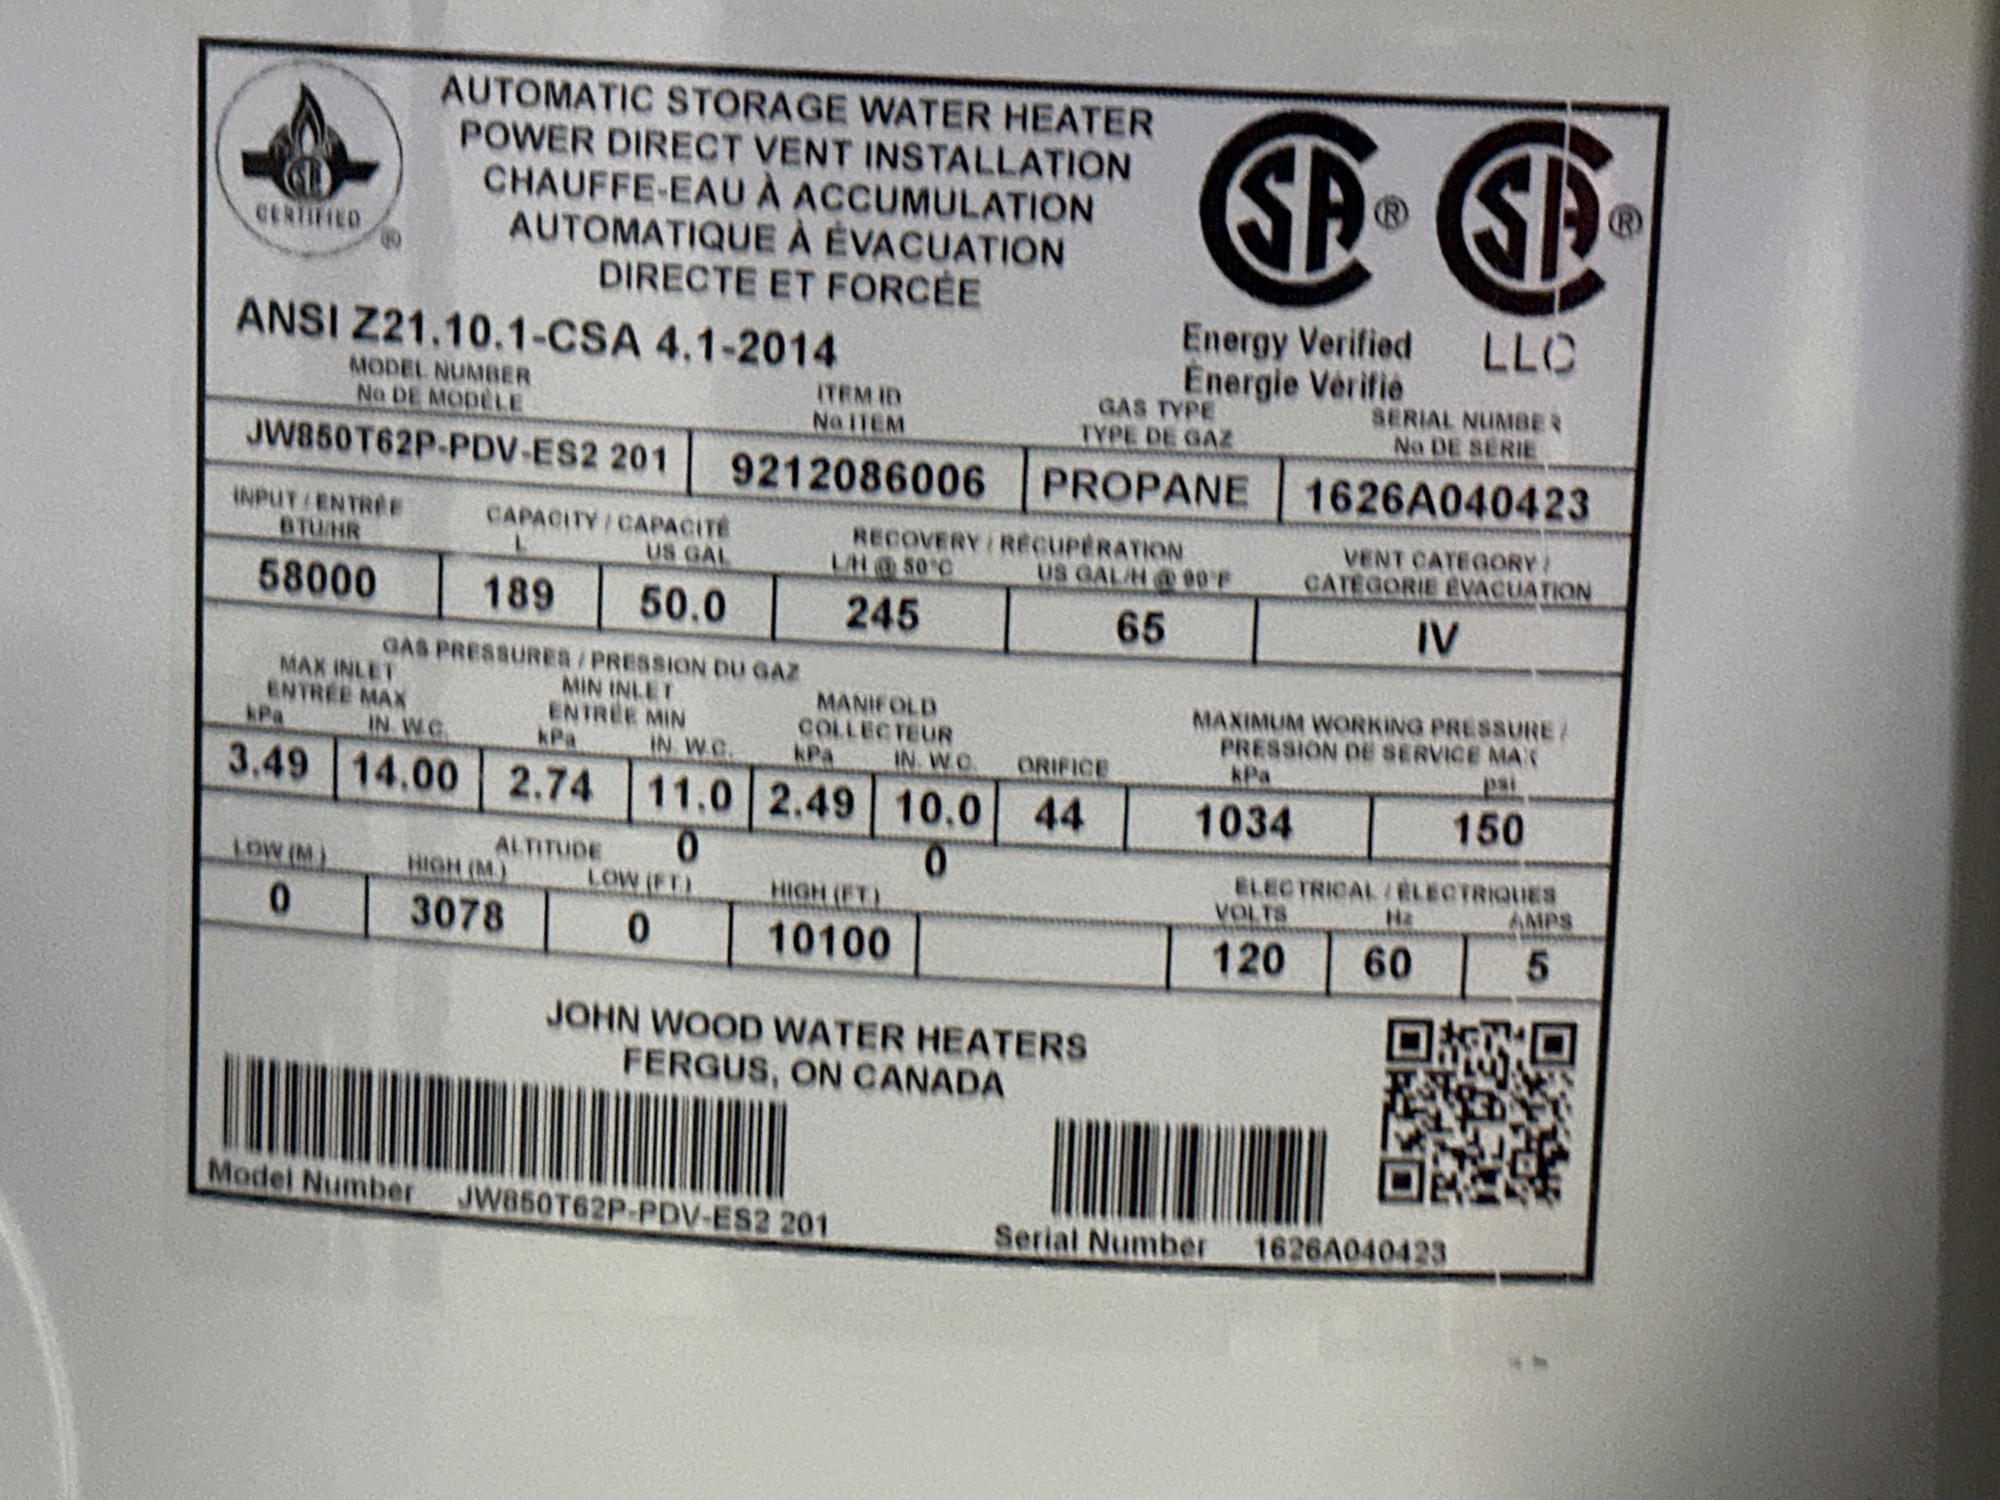 CERTIFIED
®
AUTOMATIC STORAGE WATER HEATER
POWER DIRECT VENT INSTALLATION
CHAUFFE-EAU À ACCUMULATION
AUTOMATIQUE À ÉVACUATION
DIRECTE ET FORCÉE
SA ® SA ®
Energy Verified LLC
Énergie Vérifié
ANSI Z21.10.1-CSA 4.1-2014
MODEL NUMBER ITEM ID GAS TYPE SERIAL NUMBER
No DE MODÈLE No ITEM TYPE DE GAZ No DE SÉRIE
JW850T62P-PDV-ES2 201 9212086006 PROPANE 1626A040423
INPUT / ENTRÉE CAPACITY / CAPACITÉ RECOVERY / RÉCUPÉRATION VENT CATEGORY /
BTU/HR L US GAL L/H @ 50°C US GAL/H @ 90°F CATÉGORIE ÉVACUATION
58000 189 50.0 245 65 IV
GAS PRESSURES / PRESSION DU GAZ
MAX INLET MIN INLET MANIFOLD MAXIMUM WORKING PRESSURE /
ENTRÉE MAX ENTRÉE MIN COLLECTEUR PRESSION DE SERVICE MAX
kPa IN. W.C. kPa IN. W.C. kPa IN. W.C. ORIFICE kPa psi
3.49 14.00 2.74 11.0 2.49 10.0 44 1034 150
0 0
ALTITUDE ELECTRICAL / ÉLECTRIQUES
LOW (M.) HIGH (M.) LOW (FT.) HIGH (FT.) VOLTS Hz AMPS
0 3078 0 10100 120 60 5
JOHN WOOD WATER HEATERS
FERGUS, ON CANADA
Model Number JW850T62P-PDV-ES2 201
Serial Number 1626A040423